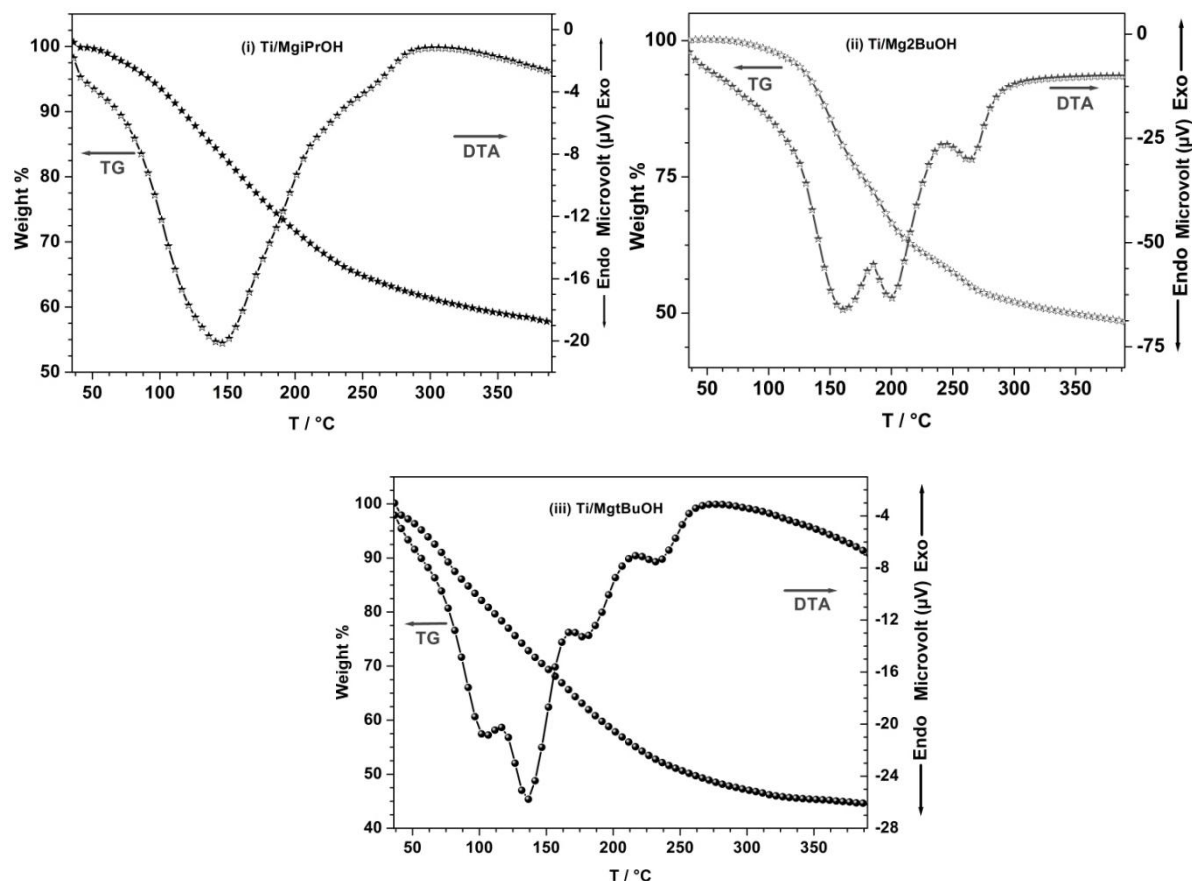 (i) Ti/MgiPrOH
100
90
80
70
60
50
Weight %
TG
DTA
0
-4
-8
-12
-16
-20
Endo Microvolt (µV) Exo
50 100 150 200 250 300 350
T / °C
(ii) Ti/Mg2BuOH
100
75
50
Weight %
TG
DTA
0
-25
-50
-75
Endo Microvolt (µV) Exo
50 100 150 200 250 300 350
T / °C
(iii) Ti/MgtBuOH
100
90
80
70
60
50
40
Weight %
TG
DTA
-4
-8
-12
-16
-20
-24
-28
Endo Microvolt (µV) Exo
50 100 150 200 250 300 350
T / °C